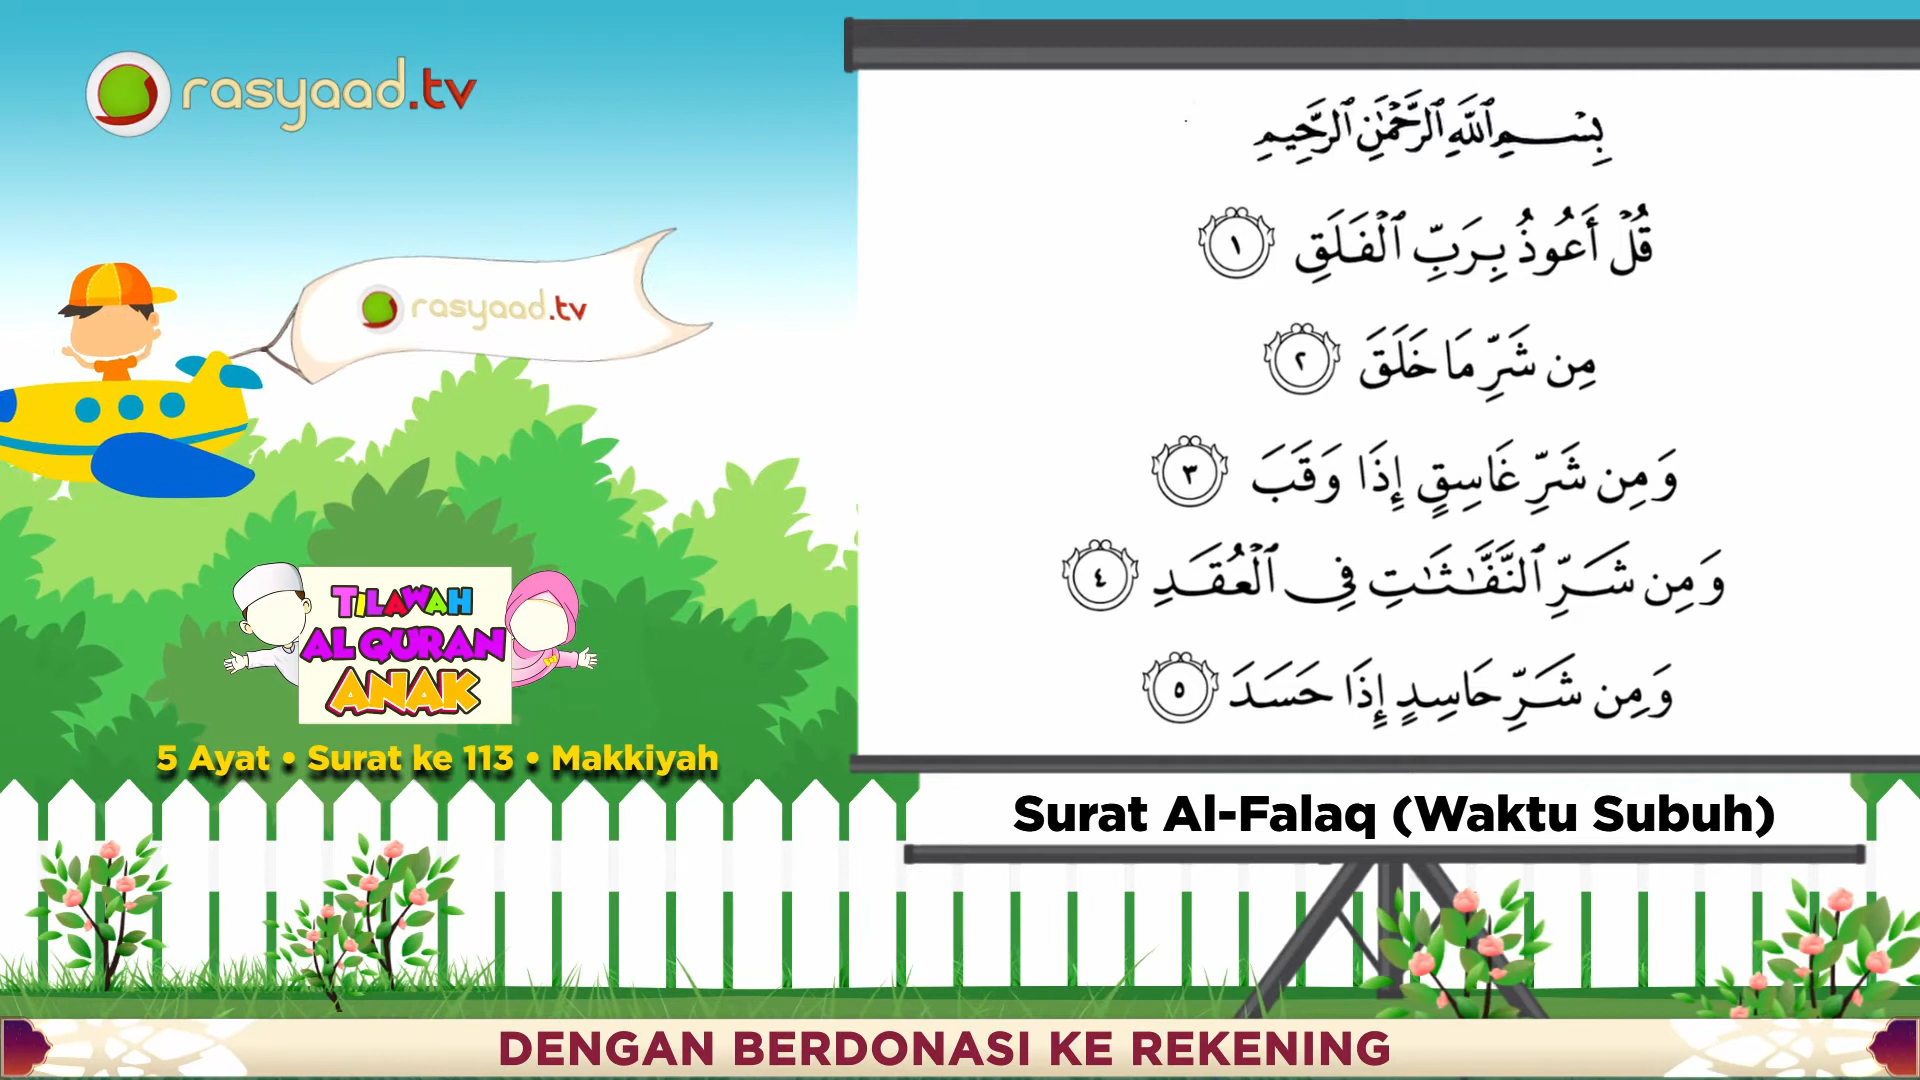 rasyaad.tv
rasyaad.tv
TILAWAH
AL QURAN
ANAK
5 Ayat • Surat ke 113 • Makkiyah
بِسْمِ ٱللَّهِ ٱلرَّحْمَٰنِ ٱلرَّحِيمِ
قُلْ أَعُوذُ بِرَبِّ ٱلْفَلَقِ ١
مِن شَرِّ مَا خَلَقَ ٢
وَمِن شَرِّ غَاسِقٍ إِذَا وَقَبَ ٣
وَمِن شَرِّ ٱلنَّفَّٰثَٰتِ فِى ٱلْعُقَدِ ٤
وَمِن شَرِّ حَاسِدٍ إِذَا حَسَدَ ٥
Surat Al-Falaq (Waktu Subuh)
DENGAN BERDONASI KE REKENING